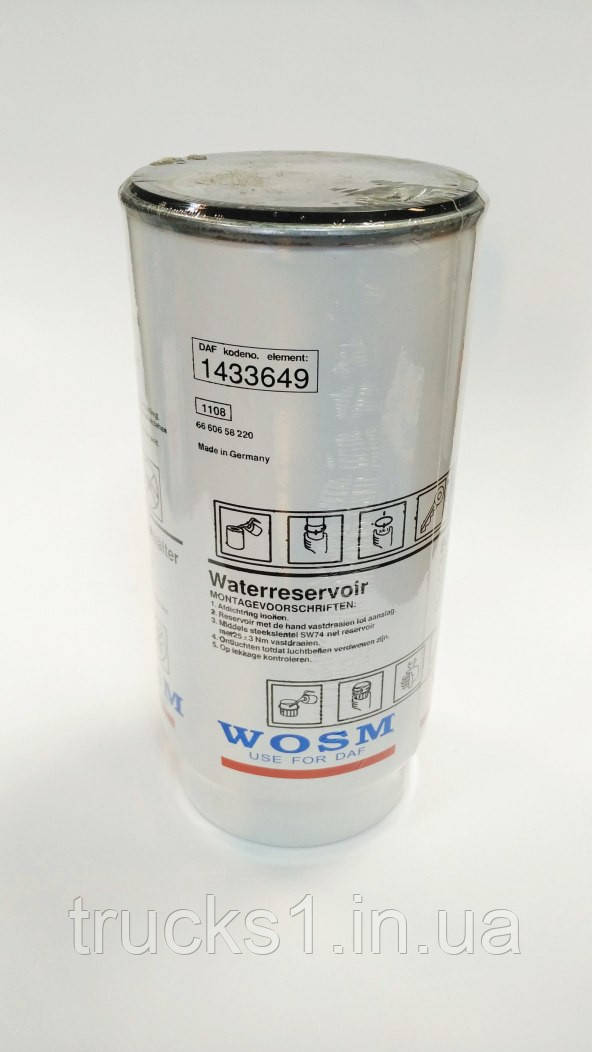 DAF kodeno. element:
1433649
1108
66 606 58 220
Made in Germany
Waterreservoir
MONTAGEVOORSCHRIFTEN:
1. Afdichtring inoliën.
2. Reservoir met de hand vastdraaien tot aanslag.
3. Middels steeksleutel SW74 het reservoir
met 25 ± 3 Nm vastdraaien.
4. Ontluchten totdat luchtbellen verdwenen zijn.
5. Op lekkage kontroleren.
WOSM
USE FOR DAF
trucks1.in.ua